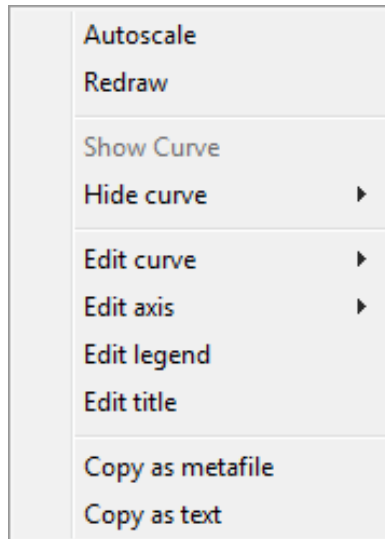 Autoscale
Redraw
Show Curve
Hide curve
Edit curve
Edit axis
Edit legend
Edit title
Copy as metafile
Copy as text